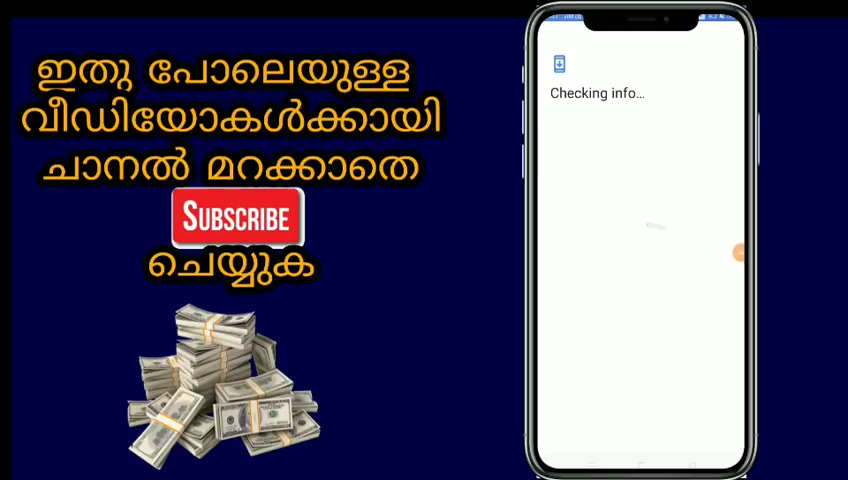 ഇതു പോലെയുള്ള
വീഡിയോകൾക്കായി
ചാനൽ മറക്കാതെ
SUBSCRIBE
ചെയ്യുക
Checking info...